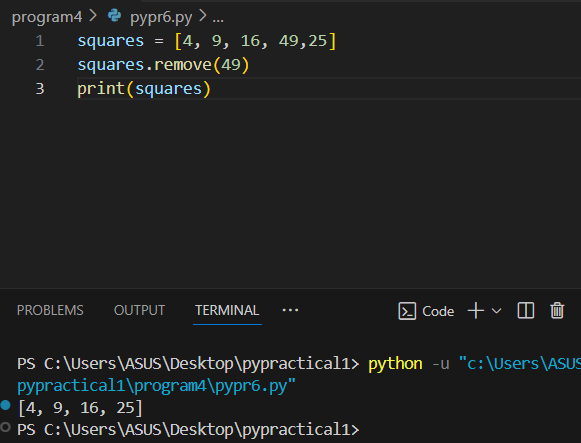 program4 > pypr6.py > ...
1 squares = [4, 9, 16, 49,25]
2 squares.remove(49)
3 print(squares)
PROBLEMS OUTPUT TERMINAL ... Code
PS C:\Users\ASUS\Desktop\pypractical1> python -u "c:\Users\ASUS
pypractical1\program4\pypr6.py"
[4, 9, 16, 25]
PS C:\Users\ASUS\Desktop\pypractical1>